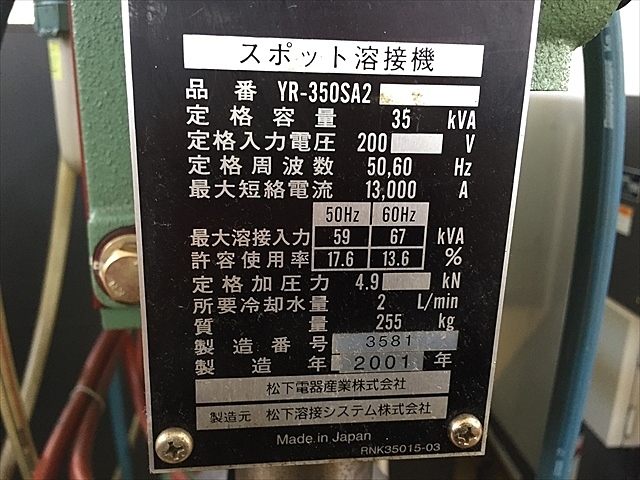 スポット溶接機
品番 YR-350SA2
定格容量 35 kVA
定格入力電圧 200 V
定格周波数 50,60 Hz
最大短絡電流 13,000 A
50Hz 60Hz
最大溶接入力 59 67 kVA
許容使用率 17.6 13.6 %
定格加圧力 4.9 kN
所要冷却水量 2 L/min
質量 255 kg
製造番号 3581
製造年 2001 年
松下電器産業株式会社
製造元 松下溶接システム株式会社
Made in Japan
RNK35015-03